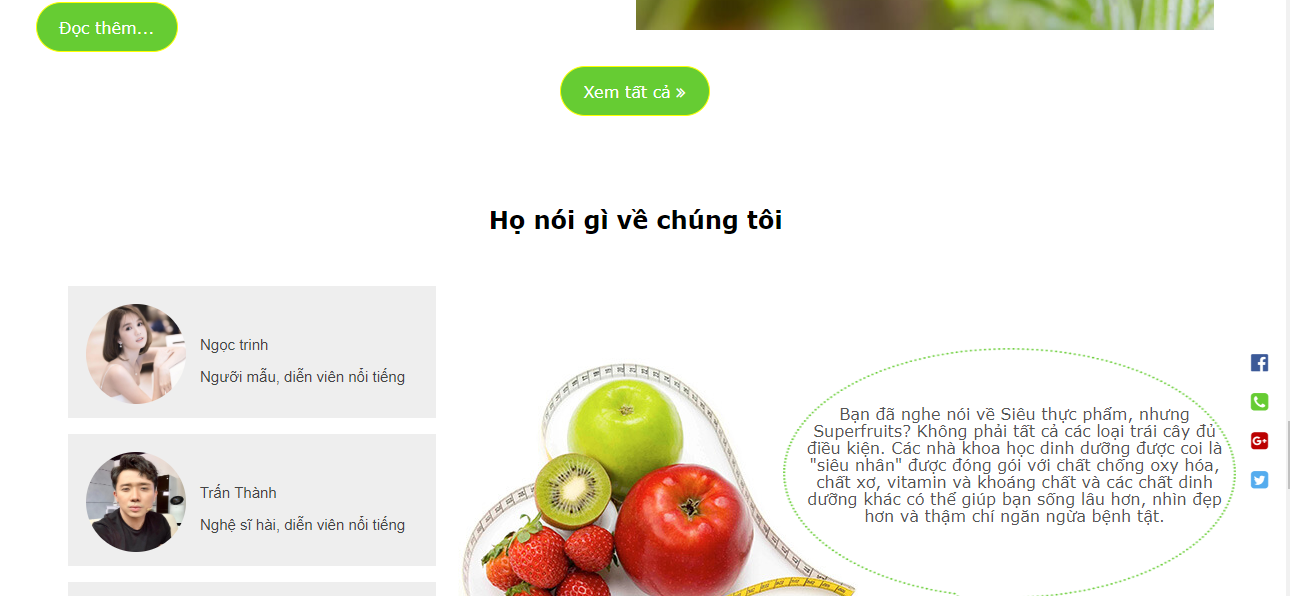 Đọc thêm...
Xem tất cả »
Họ nói gì về chúng tôi
Ngọc trinh
Người mẫu, diễn viên nổi tiếng
Trấn Thành
Nghệ sĩ hài, diễn viên nổi tiếng
Bạn đã nghe nói về Siêu thực phẩm, nhưng
Superfruits? Không phải tất cả các loại trái cây đủ
điều kiện. Các nhà khoa học dinh dưỡng được coi là
"siêu nhân" được đóng gói với chất chống oxy hóa,
chất xơ, vitamin và khoáng chất và các chất dinh
dưỡng khác có thể giúp bạn sống lâu hơn, nhìn đẹp
hơn và thậm chí ngăn ngừa bệnh tật.